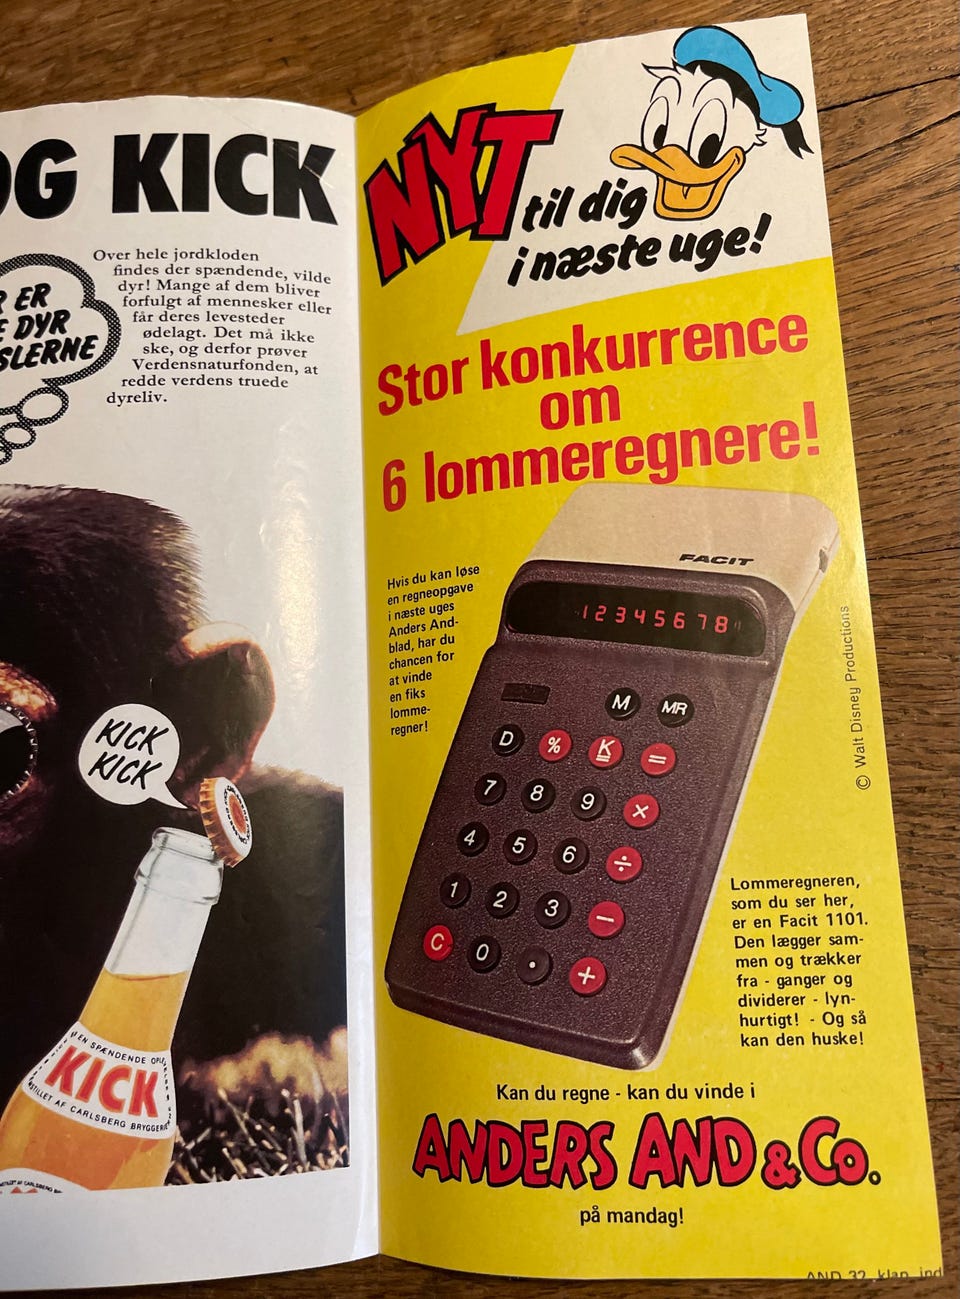 OG KICK
Over hele jordkloden
findes der spændende, vilde
dyr! Mange af dem bliver
forfulgt af mennesker eller
får deres levesteder
ødelagt. Det må ikke
ske, og derfor prøver
Verdensnaturfonden, at
redde verdens truede
dyreliv.
ER
DYR
KICK
KICK
EN SPÆNDENDE
KICK
AF CARLSBERG
NYT
til dig
i næste uge!
Stor konkurrence
om
6 lommeregnere!
Hvis du kan løse
en regneopgave
i næste uges
Anders And-
blad, har du
chancen for
at vinde
en fiks
lomme-
regner!
FACIT
12345678
M MR
D % K =
7 8 9 ×
4 5 6 ÷
1 2 3 −
C 0 . +
© Walt Disney Productions
Lommeregneren,
som du ser her,
er en Facit 1101.
Den lægger sam-
men og trækker
fra - ganger og
dividerer - lyn-
hurtigt! - Og så
kan den huske!
Kan du regne - kan du vinde i
ANDERS AND & Co.
på mandag!
AND 32 klap ind